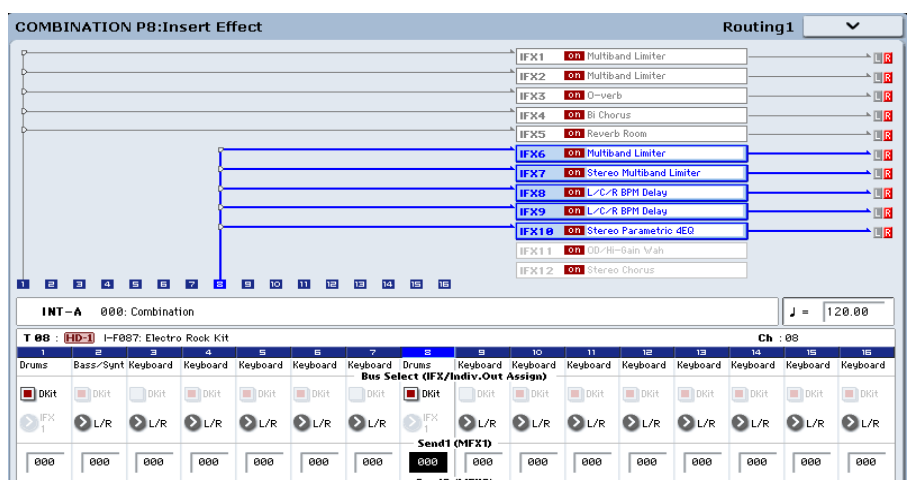 COMBINATION P8:Insert Effect Routing1
IFX1 on Multiband Limiter L R
IFX2 on Multiband Limiter L R
IFX3 on O-verb L R
IFX4 on Bi Chorus L R
IFX5 on Reverb Room L R
IFX6 on Multiband Limiter L R
IFX7 on Stereo Multiband Limiter L R
IFX8 on L/C/R BPM Delay L R
IFX9 on L/C/R BPM Delay L R
IFX10 on Stereo Parametric 4EQ L R
IFX11 on OD/Hi-Gain Wah
IFX12 on Stereo Chorus
1 2 3 4 5 6 7 8 9 10 11 12 13 14 15 16
INT-A 000: Combination ♩ = 120.00
T 08 : HD-1 I-F087: Electro Rock Kit Ch : 08
1 2 3 4 5 6 7 8 9 10 11 12 13 14 15 16
Drums Bass/Synt Keyboard Keyboard Keyboard Keyboard Keyboard Drums Keyboard Keyboard Keyboard Keyboard Keyboard Keyboard Keyboard Keyboard
Bus Select (IFX/Indiv.Out Assign)
DKit DKit DKit DKit DKit DKit DKit DKit DKit DKit DKit DKit DKit DKit DKit DKit
IFX 1 L/R L/R L/R L/R L/R L/R IFX 1 L/R L/R L/R L/R L/R L/R L/R L/R
Send1 (MFX1)
000 000 000 000 000 000 000 000 000 000 000 000 000 000 000 000